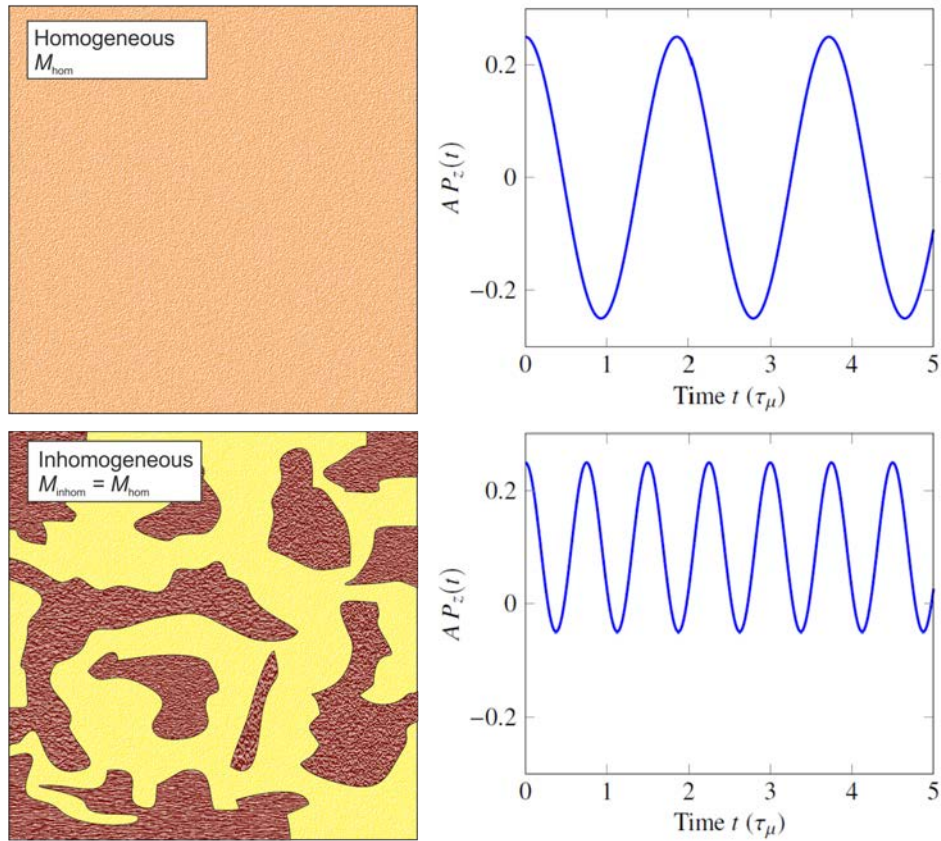 Homogeneous
M_hom
0.2
0
−0.2
A P_z(t)
0 1 2 3 4 5
Time t (τ_μ)
Inhomogeneous
M_inhom = M_hom
0.2
0
−0.2
A P_z(t)
0 1 2 3 4 5
Time t (τ_μ)